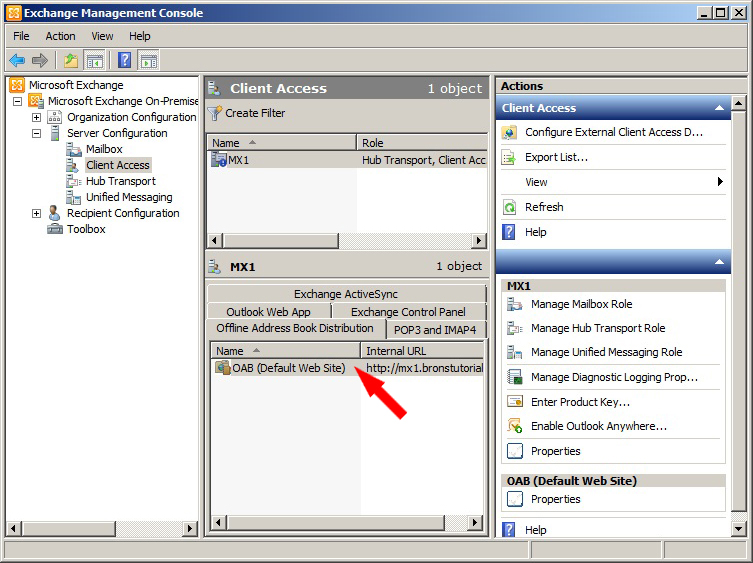 Exchange Management Console
File Action View Help
Microsoft Exchange
Microsoft Exchange On-Premise
Organization Configuration
Server Configuration
Mailbox
Client Access
Hub Transport
Unified Messaging
Recipient Configuration
Toolbox
Client Access 1 object
Create Filter
Name Role
MX1 Hub Transport, Client Acc
MX1 1 object
Exchange ActiveSync
Outlook Web App Exchange Control Panel
Offline Address Book Distribution POP3 and IMAP4
Name Internal URL
OAB (Default Web Site) http://mx1.bronstutorial
Actions
Client Access
Configure External Client Access D...
Export List...
View
Refresh
Help
MX1
Manage Mailbox Role
Manage Hub Transport Role
Manage Unified Messaging Role
Manage Diagnostic Logging Prop...
Enter Product Key...
Enable Outlook Anywhere...
Properties
OAB (Default Web Site)
Properties
Help